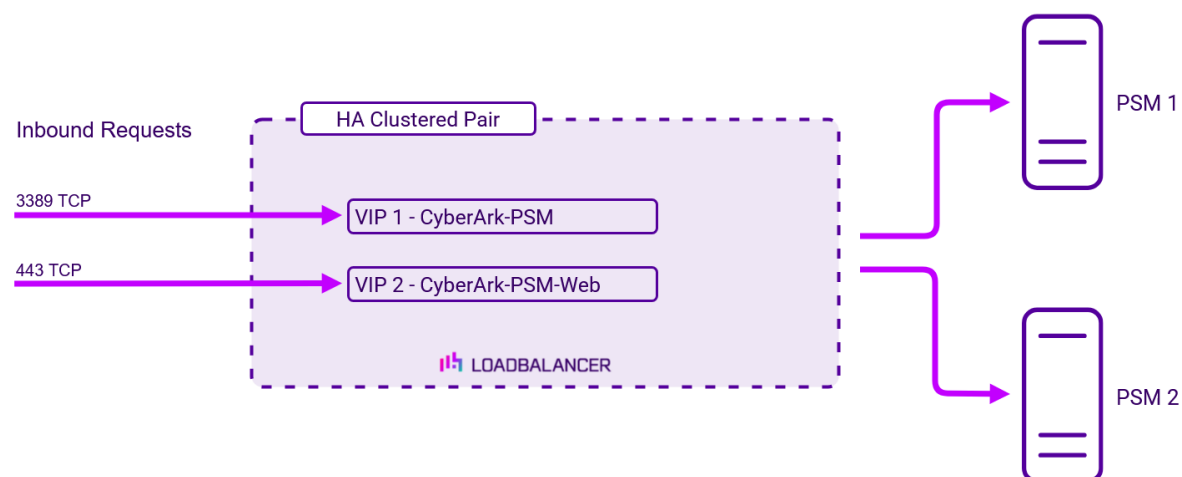 PSM 1
HA Clustered Pair
Inbound Requests
3389 TCP
VIP 1 - CyberArk-PSM
443 TCP
VIP 2 - CyberArk-PSM-Web
LOADBALANCER
PSM 2